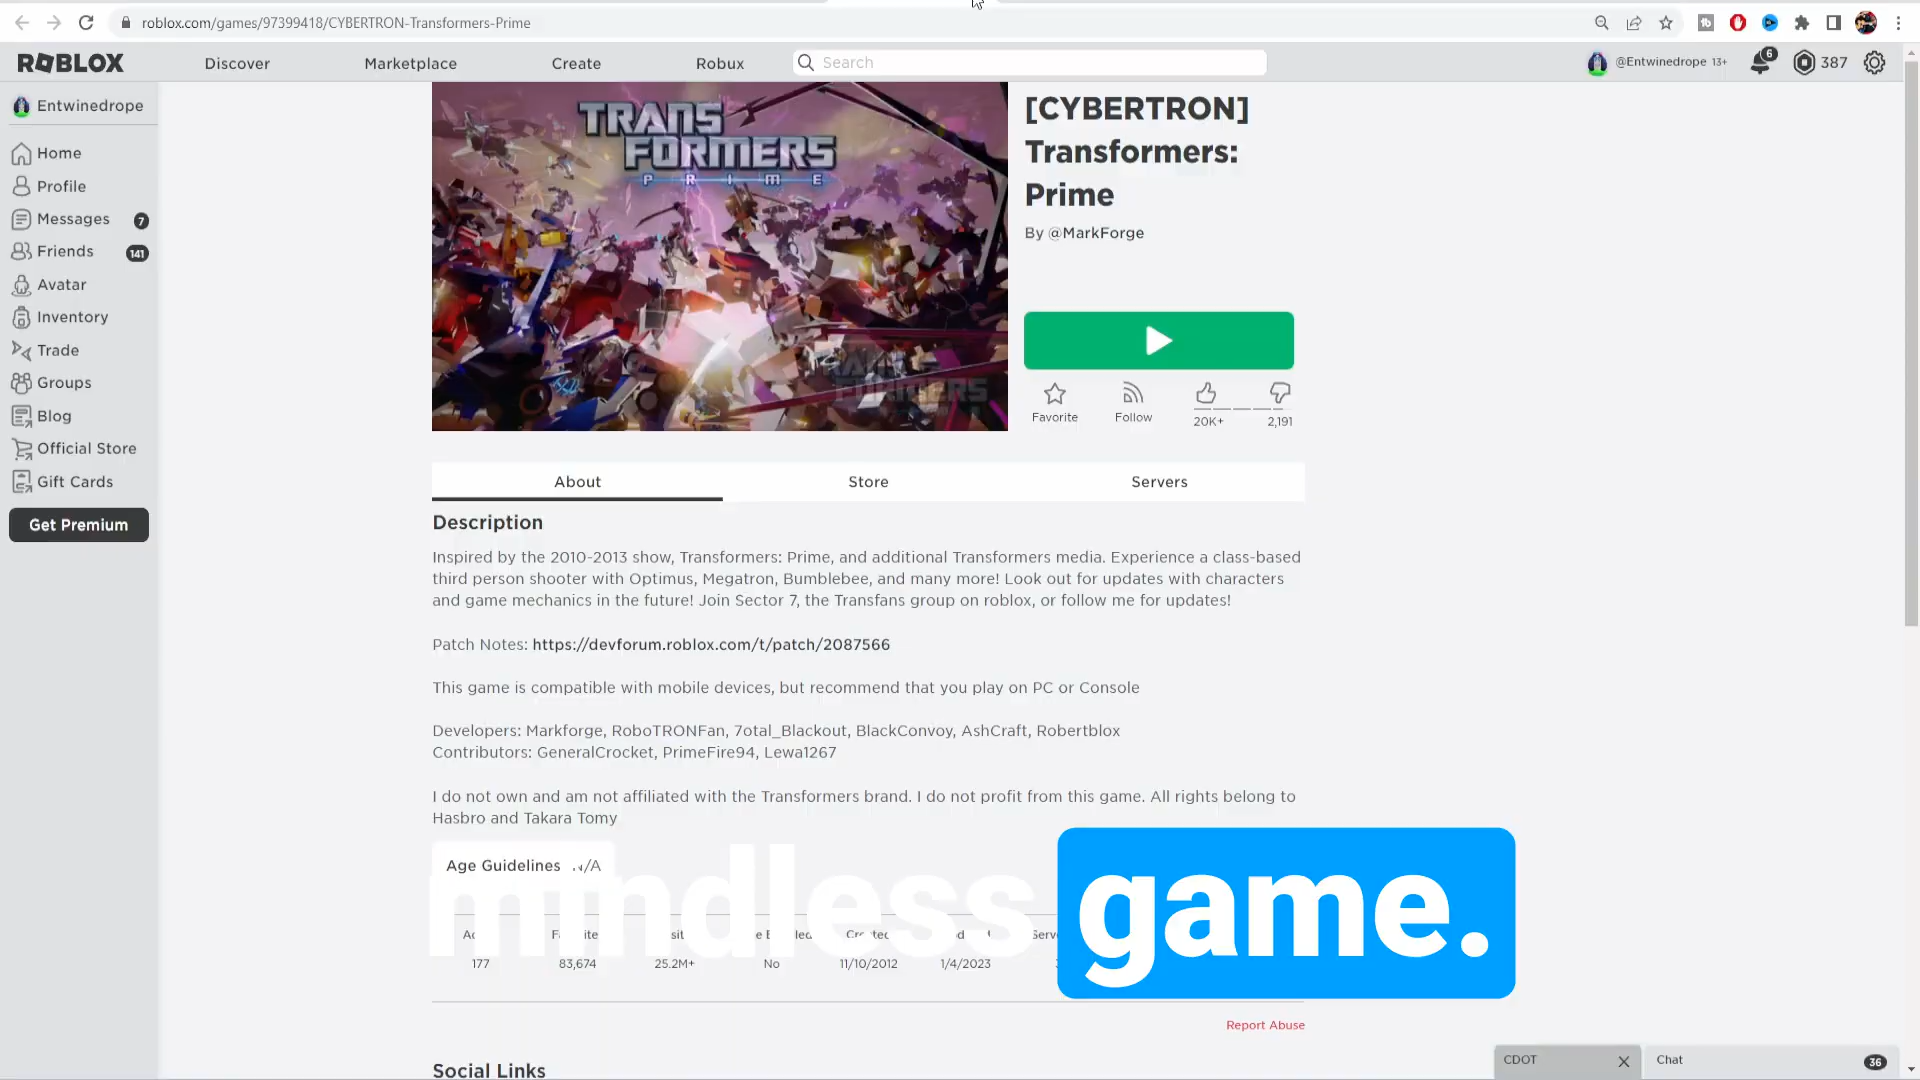 roblox.com/games/97399418/CYBERTRON-Transformers-Prime
ROBLOX
Discover
Marketplace
Create
Robux
Search
@Entwinedrope 13+
6
387
Entwinedrope
Home
Profile
Messages 7
Friends 141
Avatar
Inventory
Trade
Groups
Blog
Official Store
Gift Cards
Get Premium
TRANSFORMERS
PRIME
[CYBERTRON]
Transformers:
Prime
By @MarkForge
Favorite
Follow
20K+
2,191
About
Store
Servers
Description
Inspired by the 2010-2013 show, Transformers: Prime, and additional Transformers media. Experience a class-based
third person shooter with Optimus, Megatron, Bumblebee, and many more! Look out for updates with characters
and game mechanics in the future! Join Sector 7, the Transfans group on roblox, or follow me for updates!
Patch Notes: https://devforum.roblox.com/t/patch/2087566
This game is compatible with mobile devices, but recommend that you play on PC or Console
Developers: Markforge, RoboTRONFan, 7otal_Blackout, BlackConvoy, AshCraft, Robertblox
Contributors: GeneralCrocket, PrimeFire94, Lewa1267
I do not own and am not affiliated with the Transformers brand. I do not profit from this game. All rights belong to
Hasbro and Takara Tomy
Age Guidelines N/A
mindless game.
Created
177
83,674
25.2M+
No
11/10/2012
1/4/2023
Report Abuse
Social Links
CDOT
Chat
36